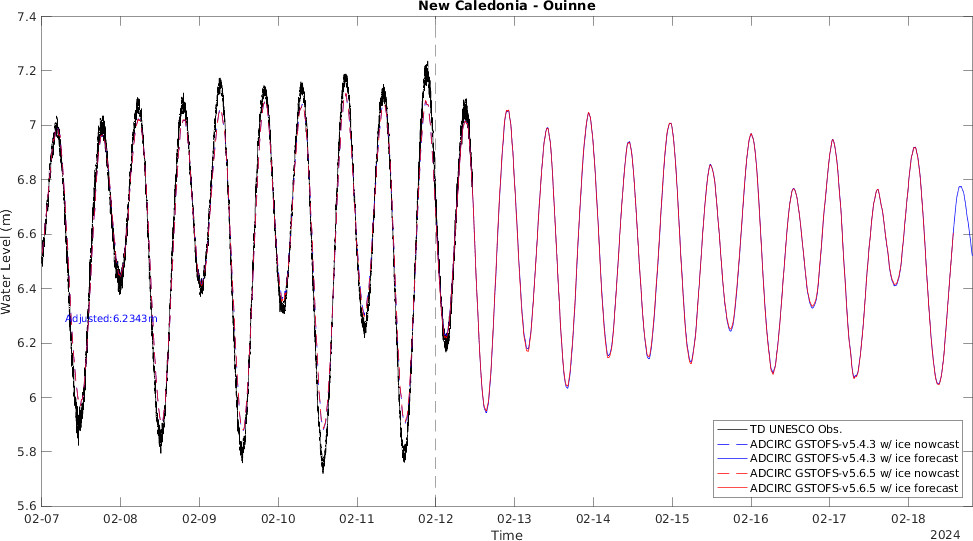 New Caledonia - Ouinne
7.4
7.2
7
6.8
6.6
6.4
6.2
6
5.8
5.6
Water Level (m)
Adjusted:6.2343m
TD UNESCO Obs.
ADCIRC GSTOFS-v5.4.3 w/ ice nowcast
ADCIRC GSTOFS-v5.4.3 w/ ice forecast
ADCIRC GSTOFS-v5.6.5 w/ ice nowcast
ADCIRC GSTOFS-v5.6.5 w/ ice forecast
02-07 02-08 02-09 02-10 02-11 02-12 02-13 02-14 02-15 02-16 02-17 02-18
Time
2024